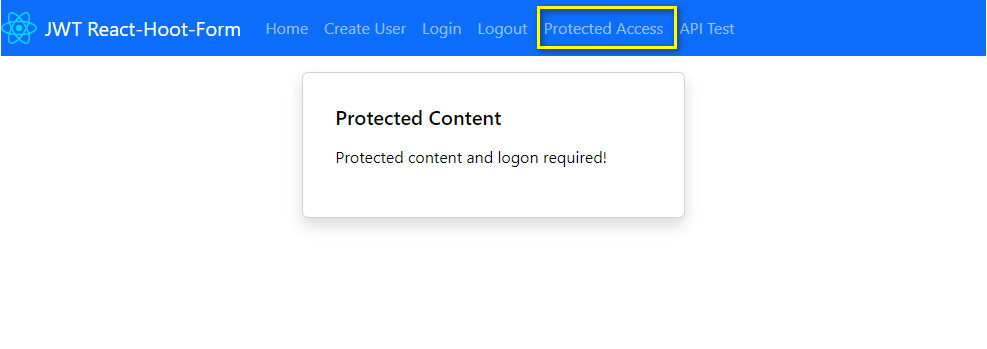 JWT React-Hoot-Form Home Create User Login Logout Protected Access API Test
Protected Content
Protected content and logon required!